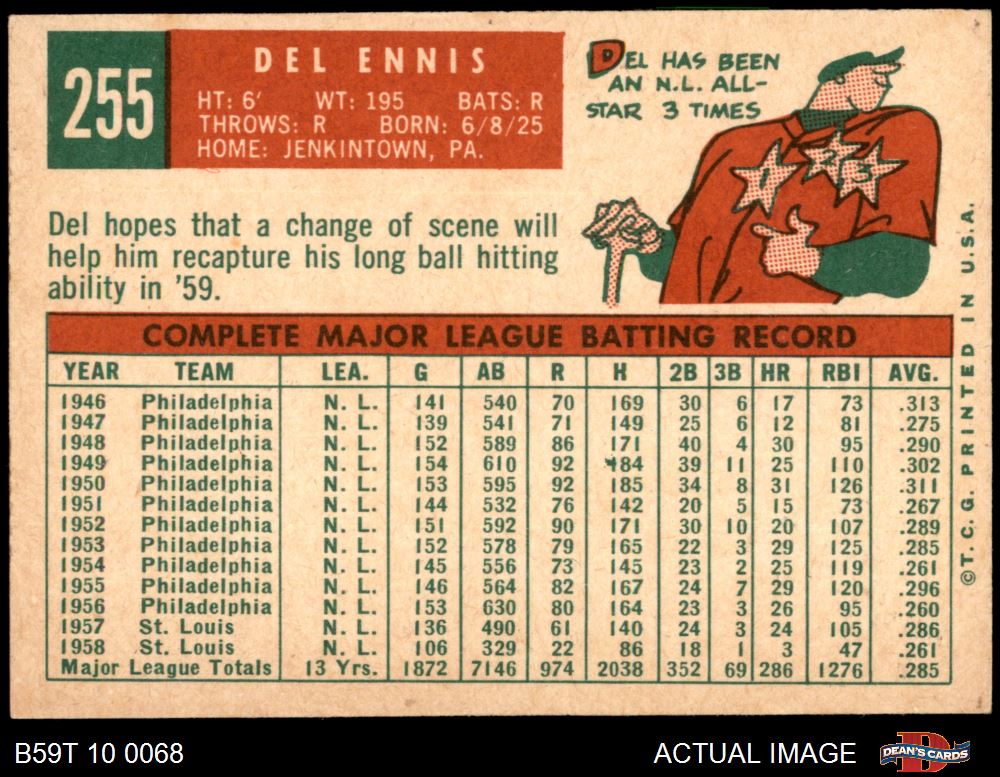 255
DEL ENNIS
HT: 6' WT: 195 BATS: R
THROWS: R BORN: 6/8/25
HOME: JENKINTOWN, PA.
DEL HAS BEEN
AN N.L. ALL-
STAR 3 TIMES
1 2 3
Del hopes that a change of scene will
help him recapture his long ball hitting
ability in '59.
COMPLETE MAJOR LEAGUE BATTING RECORD
YEAR TEAM LEA. G AB R H 2B 3B HR RBI AVG.
1946 Philadelphia N. L. 141 540 70 169 30 6 17 73 .313
1947 Philadelphia N. L. 139 541 71 149 25 6 12 81 .275
1948 Philadelphia N. L. 152 589 86 171 40 4 30 95 .290
1949 Philadelphia N. L. 154 610 92 184 39 11 25 110 .302
1950 Philadelphia N. L. 153 595 92 185 34 8 31 126 .311
1951 Philadelphia N. L. 144 532 76 142 20 5 15 73 .267
1952 Philadelphia N. L. 151 592 90 171 30 10 20 107 .289
1953 Philadelphia N. L. 152 578 79 165 22 3 29 125 .285
1954 Philadelphia N. L. 145 556 73 145 23 2 25 119 .261
1955 Philadelphia N. L. 146 564 82 167 24 7 29 120 .296
1956 Philadelphia N. L. 153 630 80 164 23 3 26 95 .260
1957 St. Louis N. L. 136 490 61 140 24 3 24 105 .286
1958 St. Louis N. L. 106 329 22 86 18 1 3 47 .261
Major League Totals 13 Yrs. 1872 7146 974 2038 352 69 286 1276 .285
©T.C.G. PRINTED IN U.S.A.
B59T 10 0068
ACTUAL IMAGE
D
DEAN'S CARDS